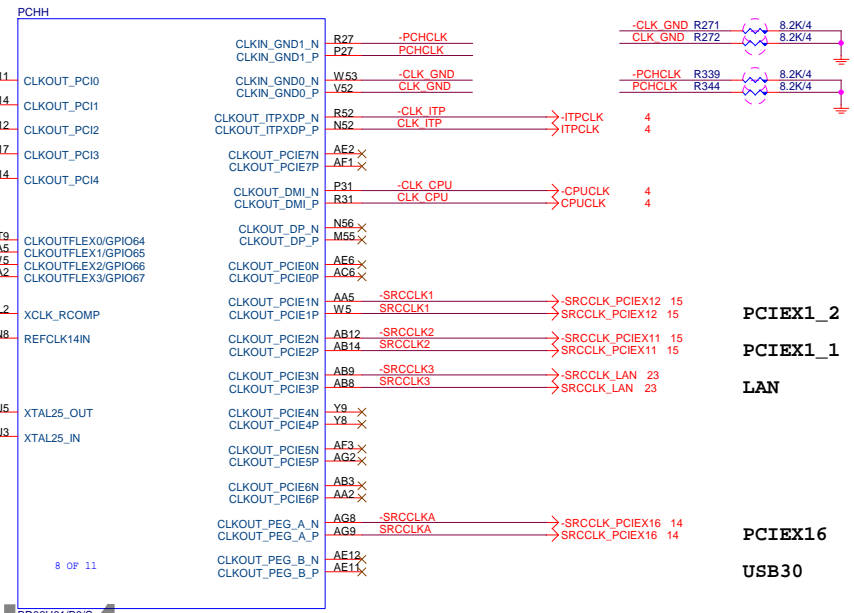 PCHH
CLKIN_GND1_N R27 -PCHCLK
CLKIN_GND1_P P27 PCHCLK
-CLK_GND R271 8.2K/4
CLK_GND R272 8.2K/4
CLKOUT_PCI0 CLKIN_GND0_N W53 -CLK_GND
CLKIN_GND0_P V52 CLK_GND
-PCHCLK R339 8.2K/4
PCHCLK R344 8.2K/4
CLKOUT_PCI1
CLKOUT_ITPXDP_N R52 -CLK_ITP -ITPCLK 4
CLKOUT_PCI2 CLKOUT_ITPXDP_P N52 CLK_ITP ITPCLK 4
CLKOUT_PCI3 CLKOUT_PCIE7N AE2
CLKOUT_PCIE7P AF1
CLKOUT_PCI4
CLKOUT_DMI_N P31 -CLK_CPU -CPUCLK 4
CLKOUT_DMI_P R31 CLK_CPU CPUCLK 4
CLKOUT_DP_N N56
CLKOUTFLEX0/GPIO64 CLKOUT_DP_P M55
CLKOUTFLEX1/GPIO65
CLKOUTFLEX2/GPIO66 CLKOUT_PCIE0N AE6
CLKOUTFLEX3/GPIO67 CLKOUT_PCIE0P AC6
CLKOUT_PCIE1N AA5 -SRCCLK1 -SRCCLK_PCIEX12 15
XCLK_RCOMP CLKOUT_PCIE1P W5 SRCCLK1 SRCCLK_PCIEX12 15 PCIEX1_2
REFCLK14IN CLKOUT_PCIE2N AB12 -SRCCLK2 -SRCCLK_PCIEX11 15
CLKOUT_PCIE2P AB14 SRCCLK2 SRCCLK_PCIEX11 15 PCIEX1_1
CLKOUT_PCIE3N AB9 -SRCCLK3 -SRCCLK_LAN 23
CLKOUT_PCIE3P AB8 SRCCLK3 SRCCLK_LAN 23 LAN
XTAL25_OUT CLKOUT_PCIE4N Y9
CLKOUT_PCIE4P Y8
XTAL25_IN
CLKOUT_PCIE5N AF3
CLKOUT_PCIE5P AG2
CLKOUT_PCIE6N AB3
CLKOUT_PCIE6P AA2
CLKOUT_PEG_A_N AG8 -SRCCLKA -SRCCLK_PCIEX16 14
CLKOUT_PEG_A_P AG9 SRCCLKA SRCCLK_PCIEX16 14 PCIEX16
CLKOUT_PEG_B_N AE12
8 OF 11 CLKOUT_PEG_B_P AE11 USB30